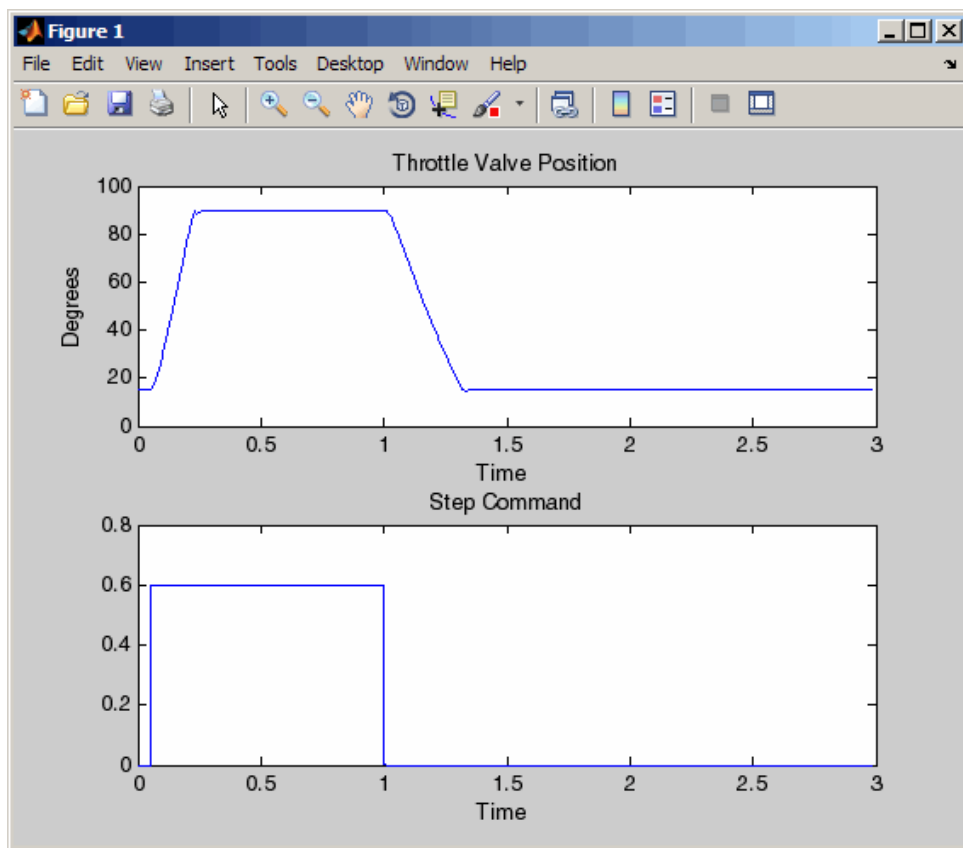 Figure 1
File Edit View Insert Tools Desktop Window Help
Throttle Valve Position
100
80
60
40
20
0
Degrees
0 0.5 1 1.5 2 2.5 3
Time
Step Command
0.8
0.6
0.4
0.2
0
0 0.5 1 1.5 2 2.5 3
Time